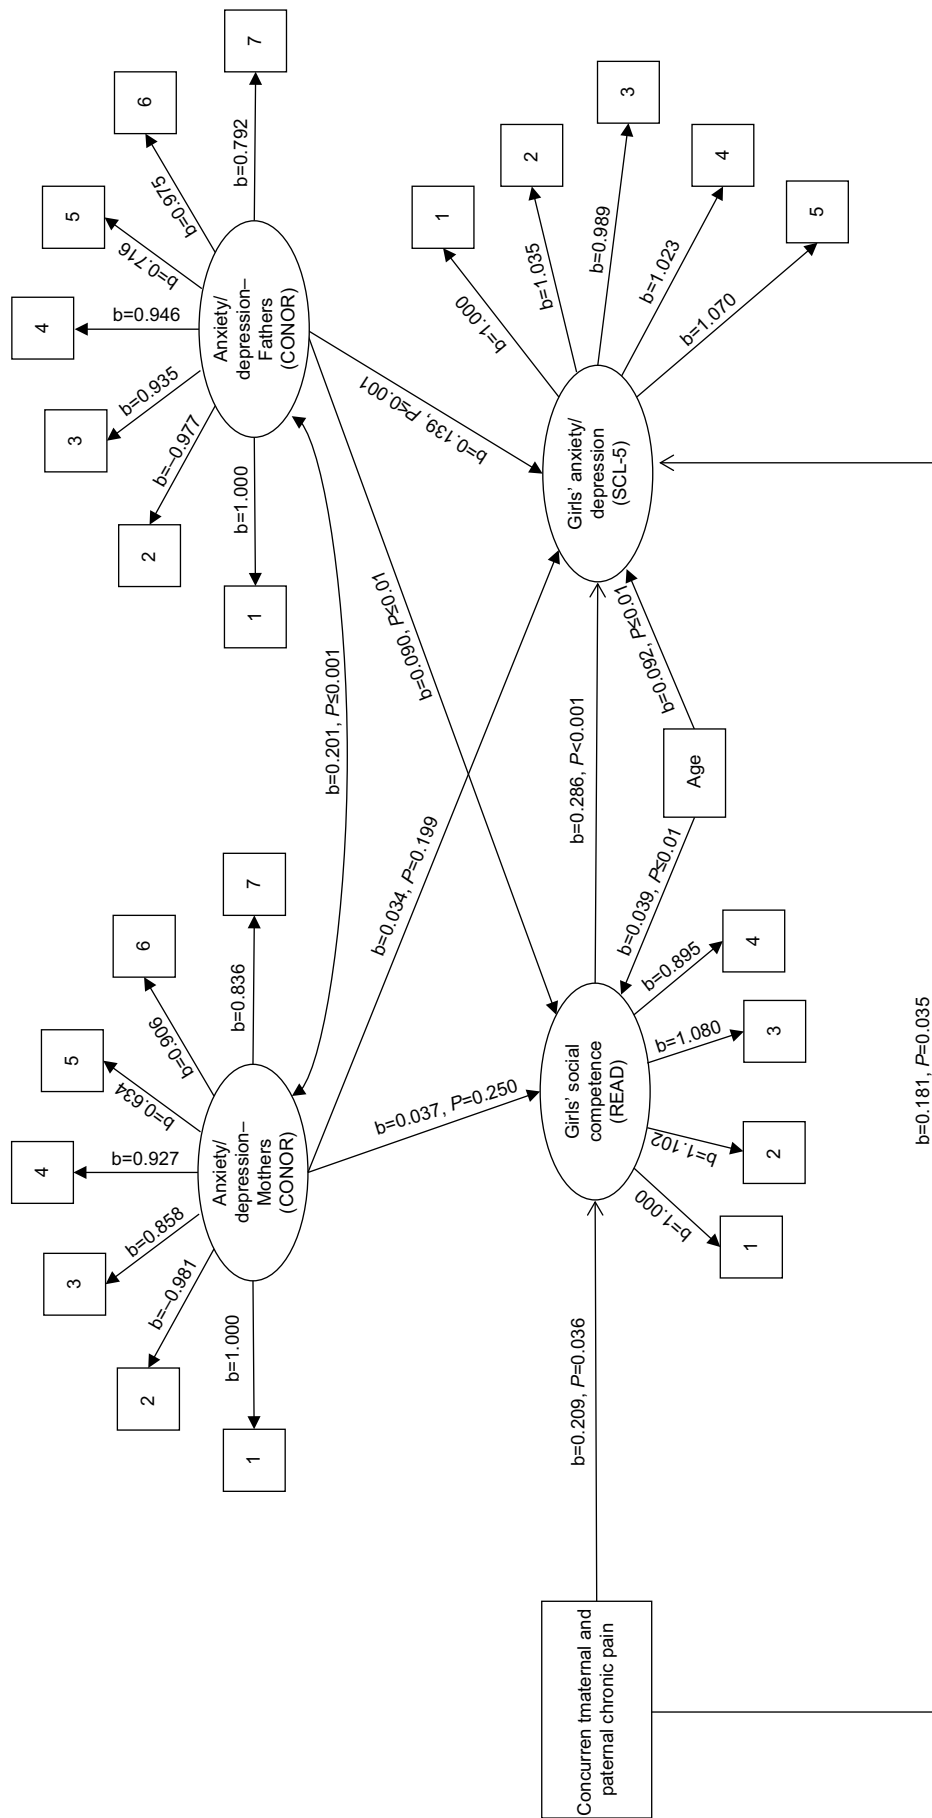 4
b=0.927
5
b=0.634
3
b=0.858
6
b=0.906
2
b=–0.981
1
b=1.000
7
b=0.836
Anxiety/
depression–
Mothers
(CONOR)
4
b=0.946
5
b=0.716
3
b=0.935
6
b=0.975
2
b=–0.977
1
b=1.000
7
b=0.792
Anxiety/
depression–
Fathers
(CONOR)
b=0.201, P≤0.001
b=0.037, P=0.250
b=0.034, P=0.199
b=0.090, P≤0.01
b=0.139, P≤0.001
Concurren tmaternal and
paternal chronic pain
b=0.209, P=0.036
Girls’ social
competence
(READ)
b=1.000
1
b=1.102
2
b=1.080
3
b=0.895
4
b=0.286, P<0.001
b=0.039, P≤0.01
Age
b=0.092, P≤0.01
Girls’ anxiety/
depression
(SCL-5)
b=1.000
1
b=1.035
2
b=0.989
3
b=1.023
4
b=1.070
5
b=0.181, P=0.035